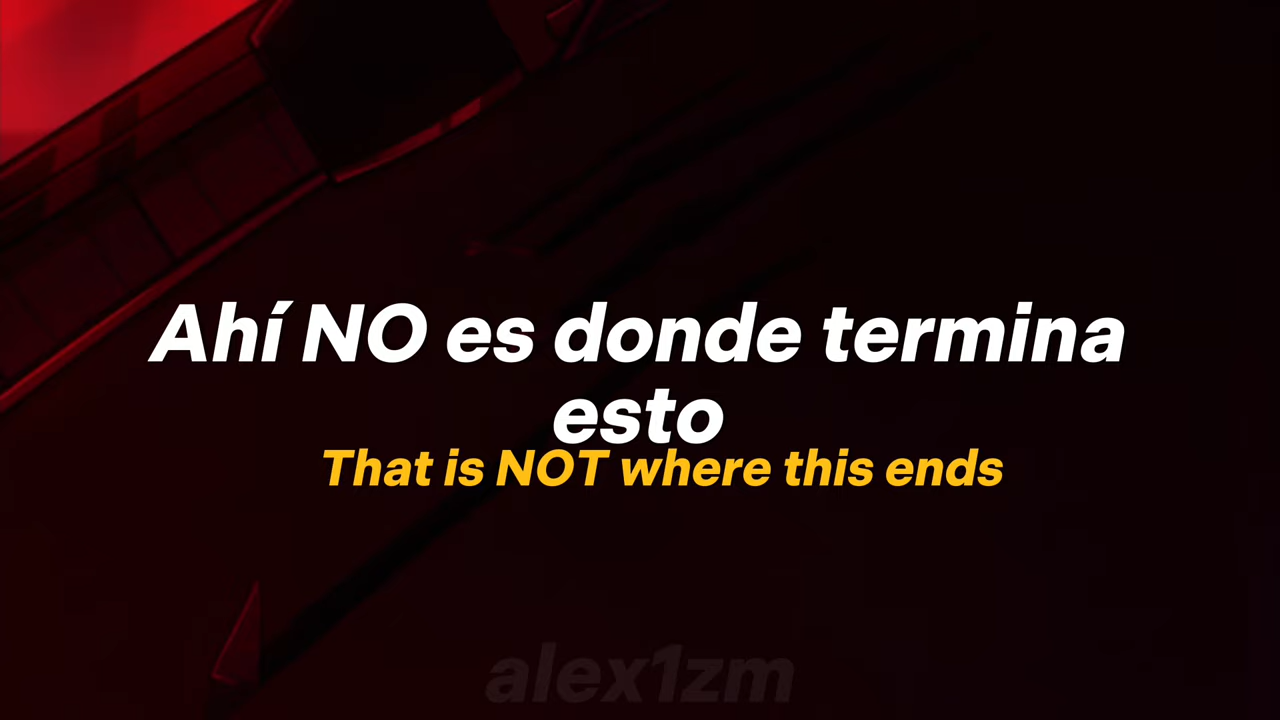 Ahí NO es donde termina
esto
That is NOT where this ends
alex1zm